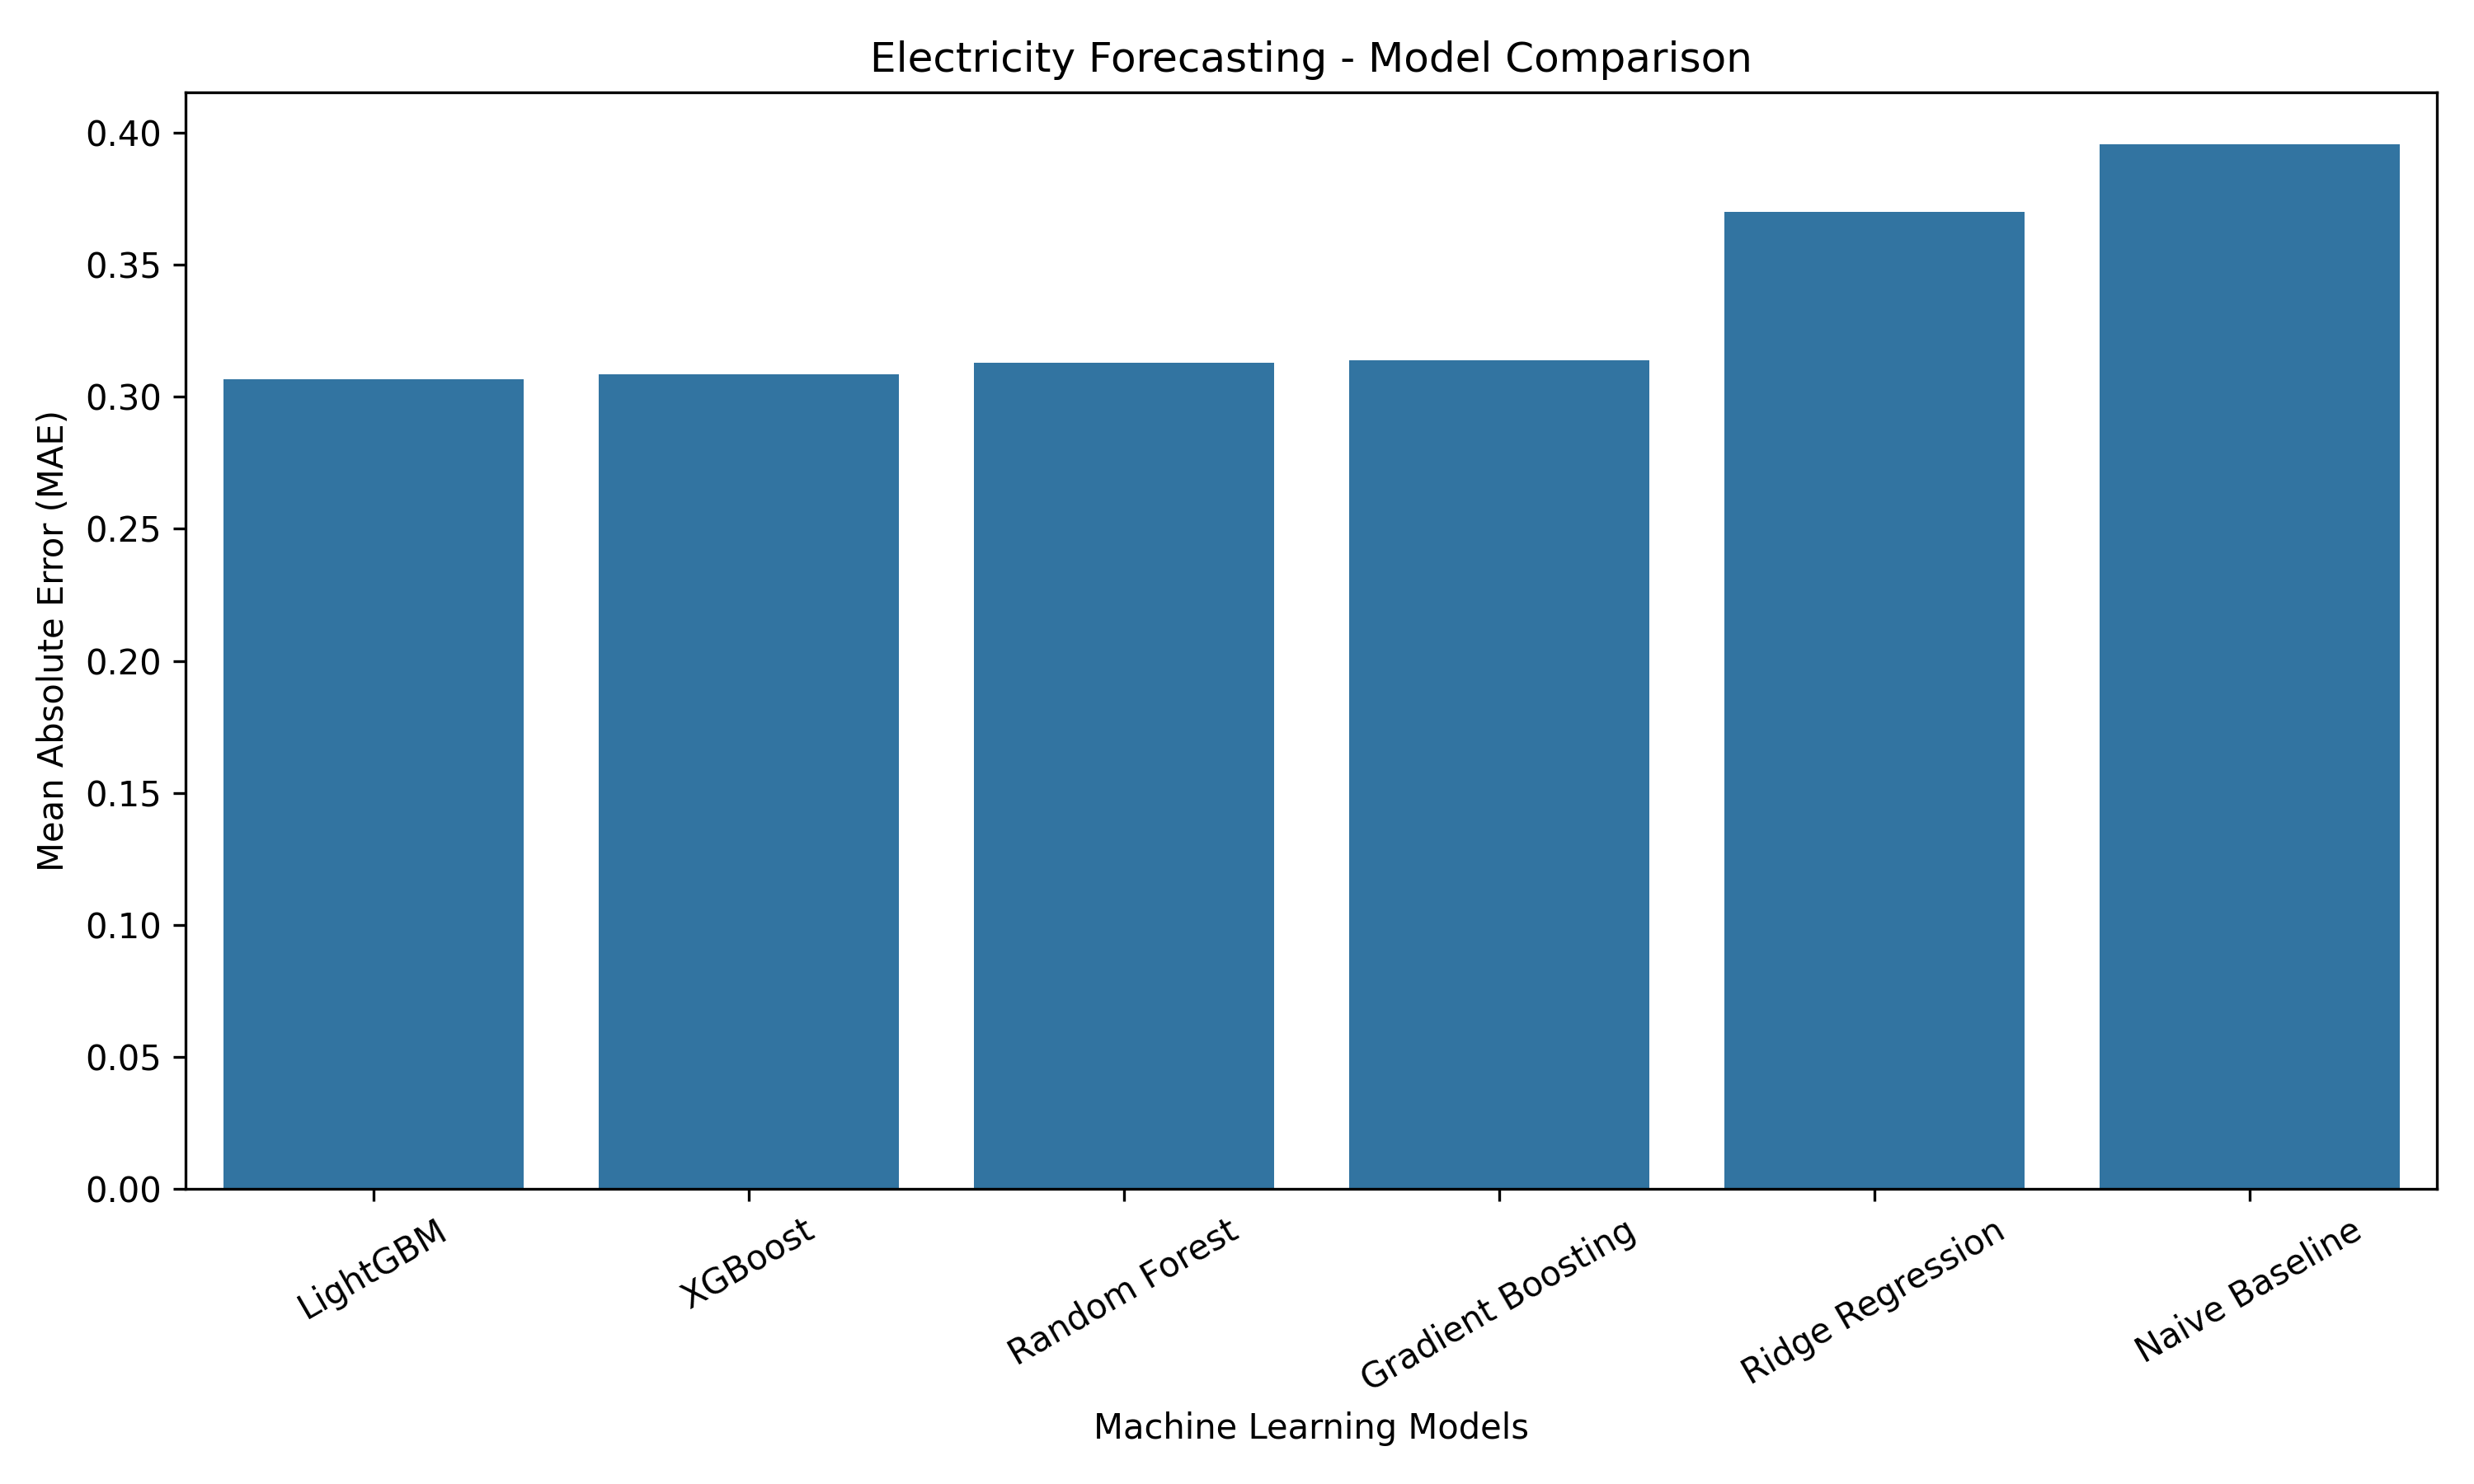 Electricity Forecasting - Model Comparison
Mean Absolute Error (MAE)
0.40
0.35
0.30
0.25
0.20
0.15
0.10
0.05
0.00
LightGBM
XGBoost
Random Forest
Gradient Boosting
Ridge Regression
Naive Baseline
Machine Learning Models